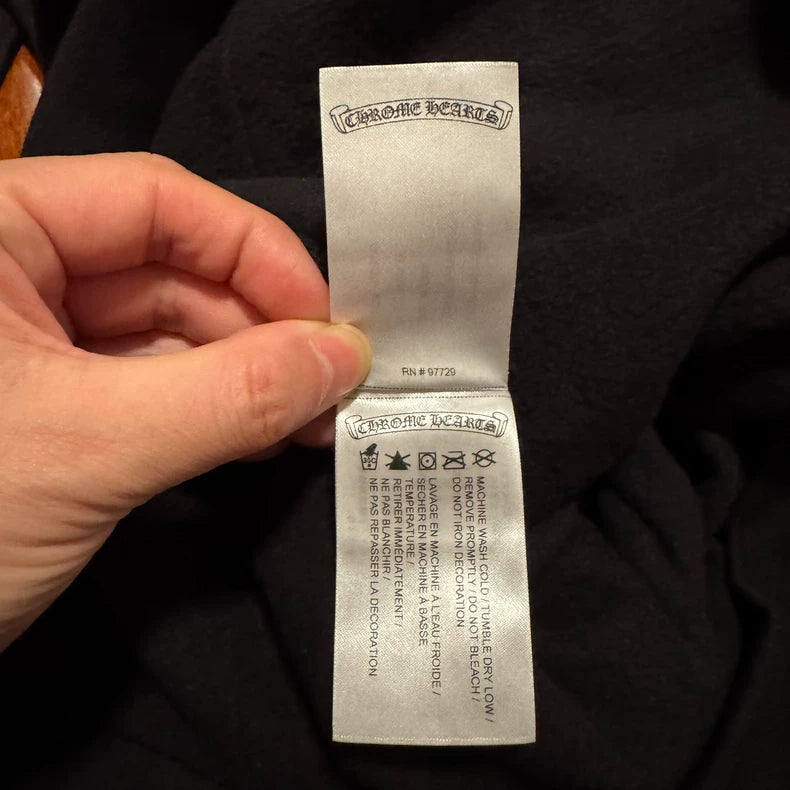 CHROME HEARTS
RN # 97729
CHROME HEARTS
MACHINE WASH COLD / TUMBLE DRY LOW /
REMOVE PROMPTLY / DO NOT BLEACH /
DO NOT IRON DECORATION
LAVAGE EN MACHINE À L'EAU FROIDE /
SECHER EN MACHINE À BASSE
TEMPERATURE /
RETIRER IMMÉDIATEMENT /
NE PAS BLANCHIR /
NE PAS REPASSER LA DECORATION